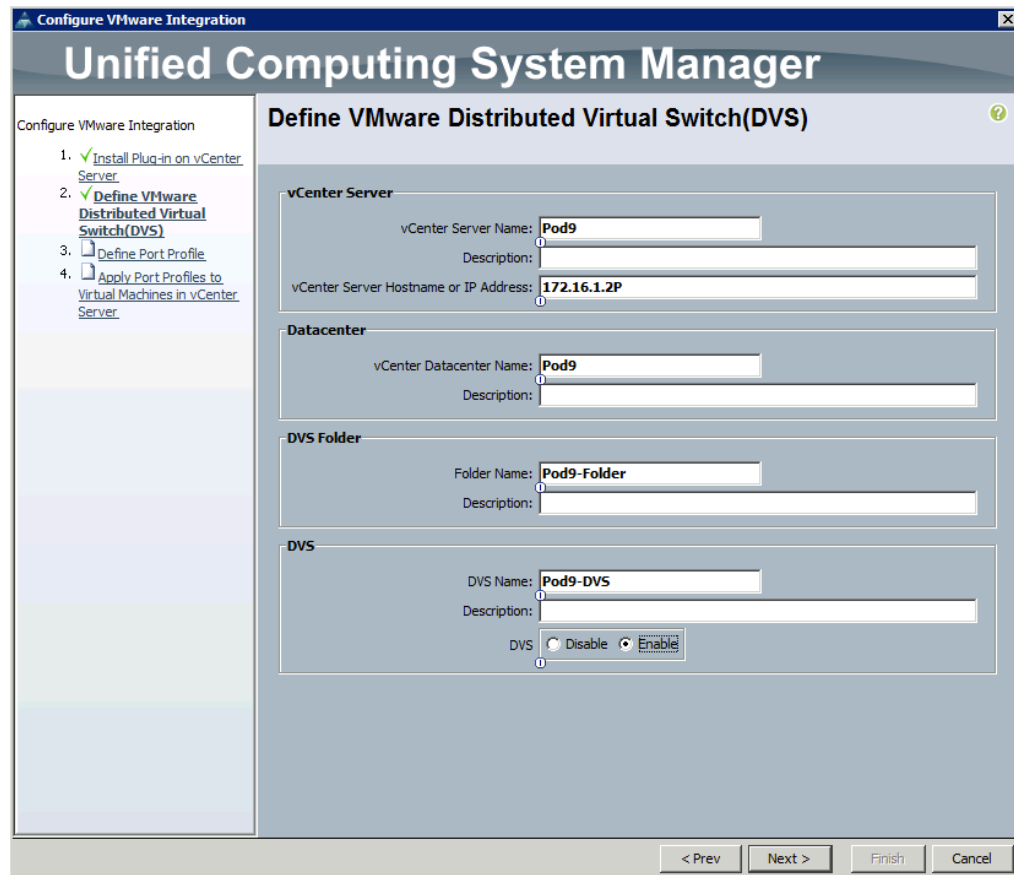 Configure VMware Integration
Unified Computing System Manager
Configure VMware Integration
1. Install Plug-in on vCenter
Server
2. Define VMware
Distributed Virtual
Switch(DVS)
3. Define Port Profile
4. Apply Port Profiles to
Virtual Machines in vCenter
Server
Define VMware Distributed Virtual Switch(DVS)
?
vCenter Server
vCenter Server Name: Pod9
Description:
vCenter Server Hostname or IP Address: 172.16.1.2P
Datacenter
vCenter Datacenter Name: Pod9
Description:
DVS Folder
Folder Name: Pod9-Folder
Description:
DVS
DVS Name: Pod9-DVS
Description:
DVS Disable Enable
< Prev Next > Finish Cancel